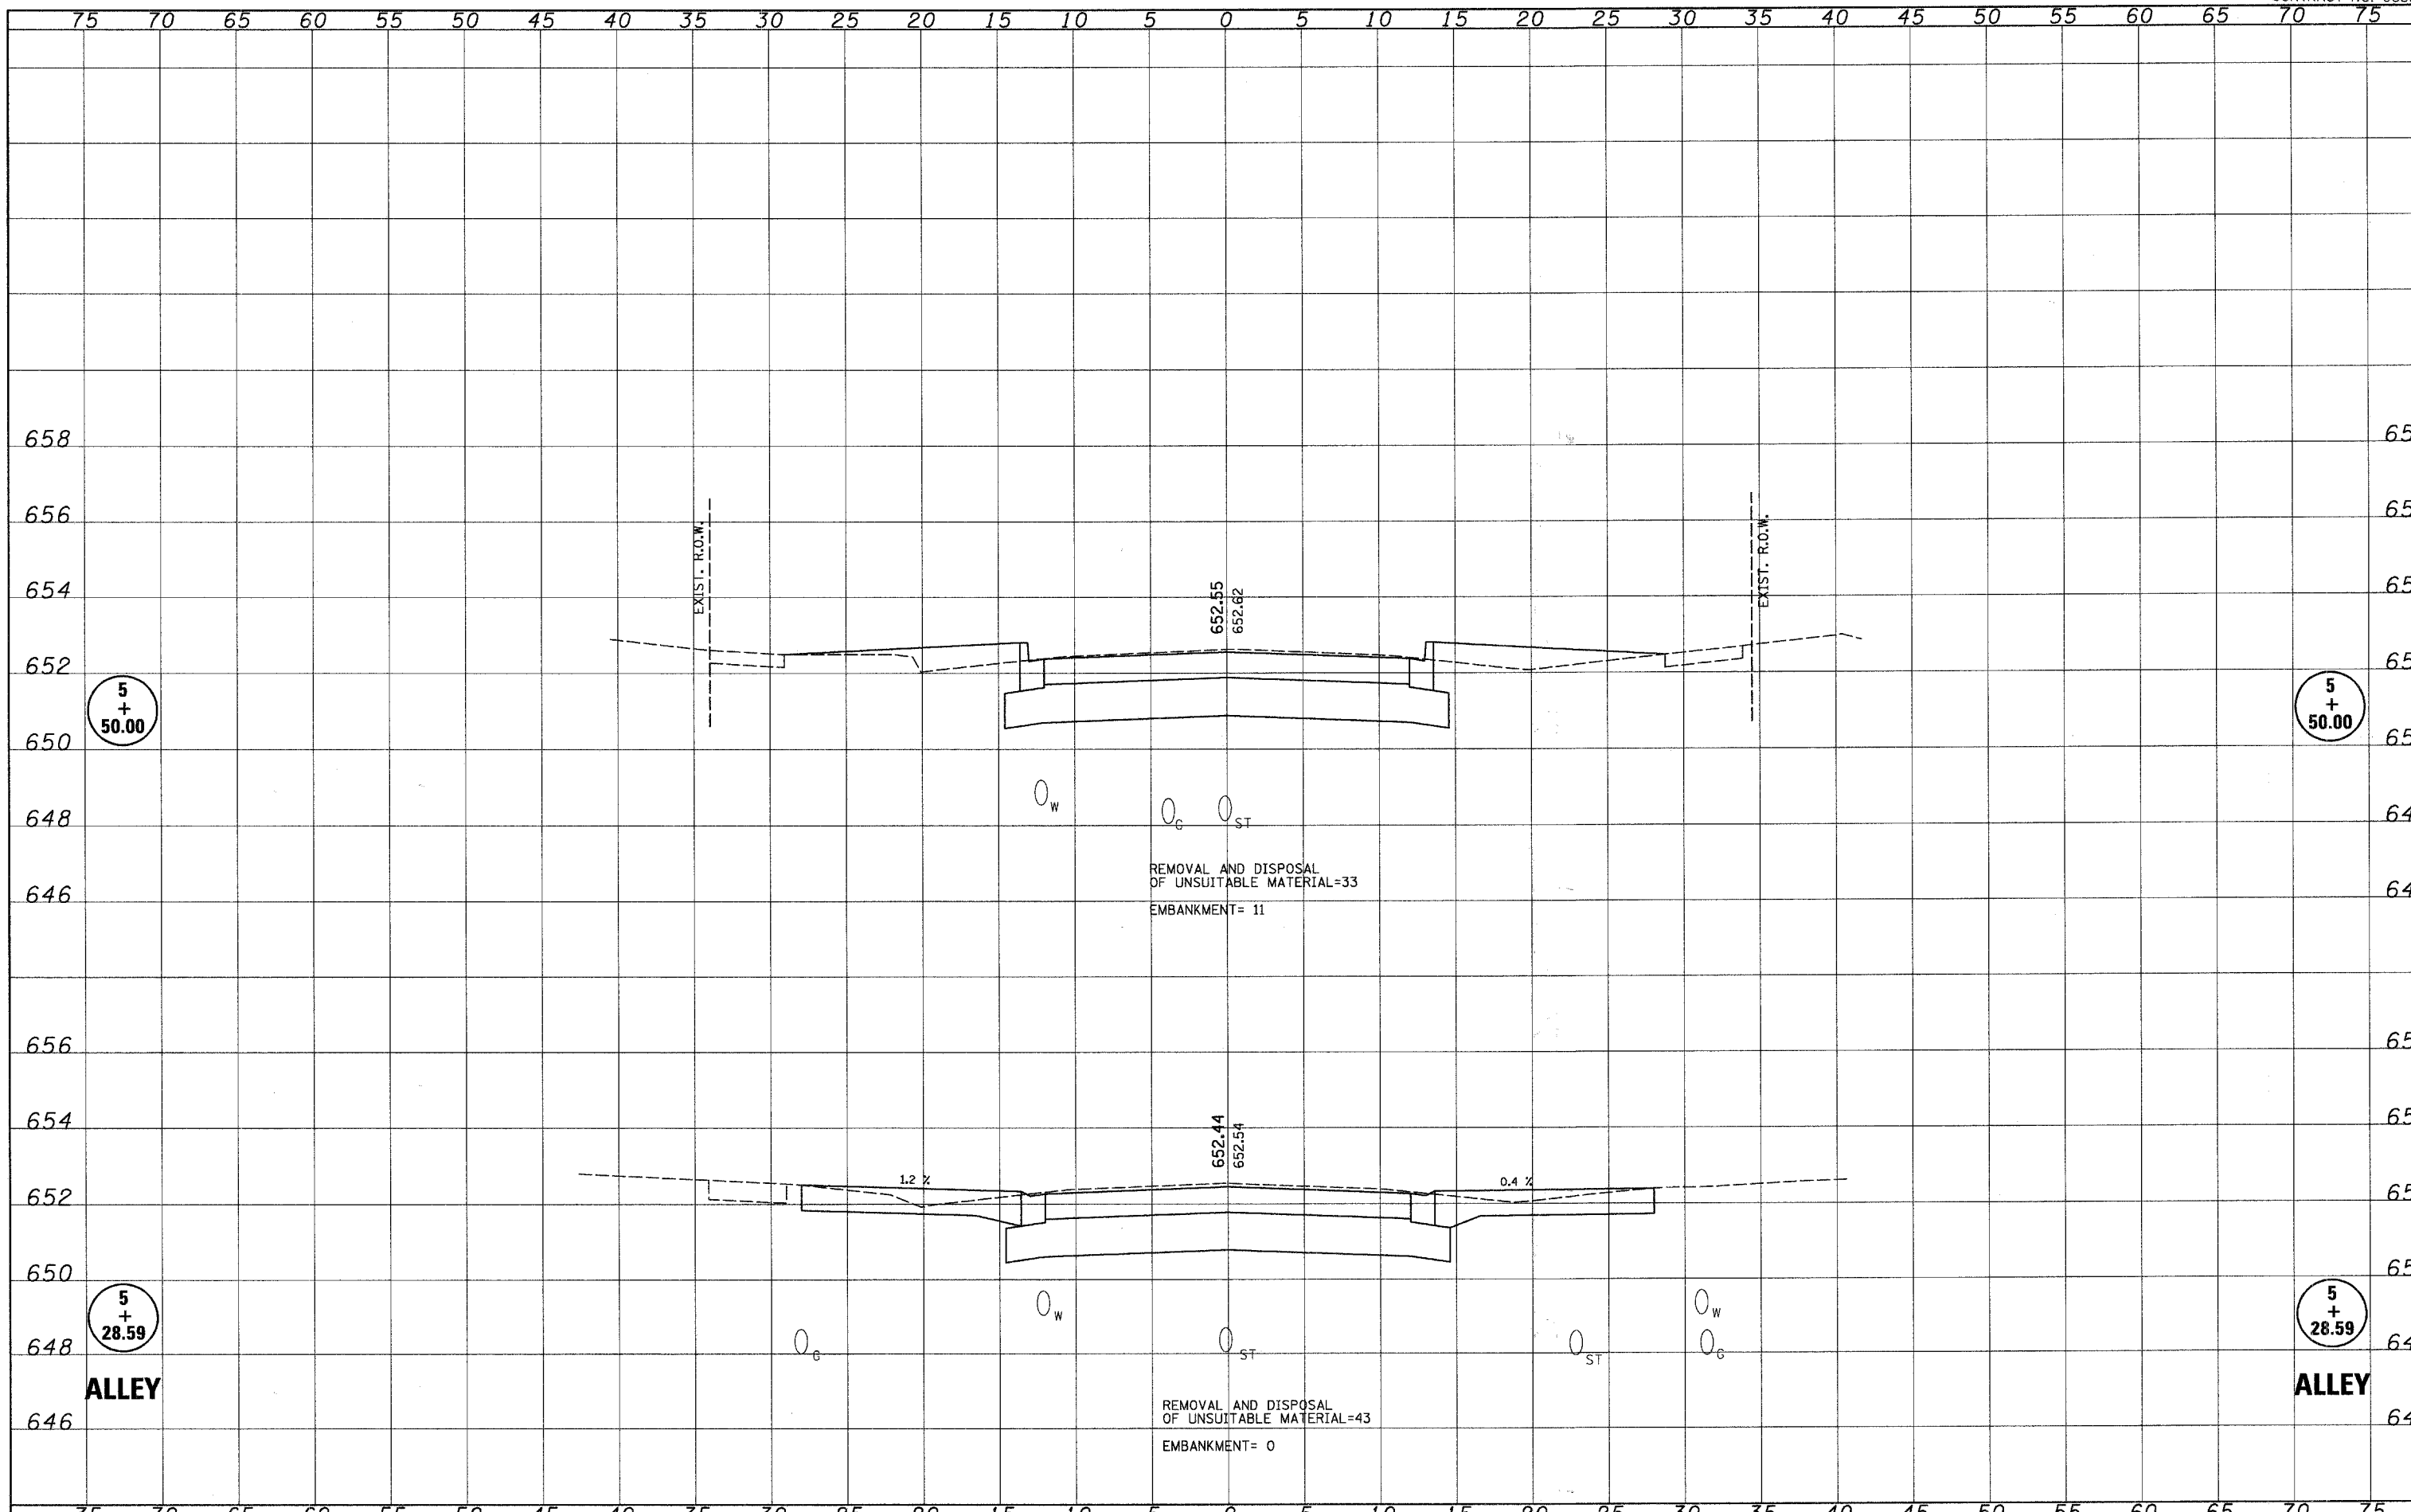 75 70 65 60 55 50 45 40 35 30 25 20 15 10 5 0 5 10 15 20 25 30 35 40 45 50 55 60 65 70 75
658
656
EXIST. R.O.W.
EXIST. R.O.W.
654
652.55
652.62
652
5
+
50.00
5
+
50.00
650
W
G
ST
648
REMOVAL AND DISPOSAL
OF UNSUITABLE MATERIAL=33
646
EMBANKMENT= 11
656
654
652.44
652.54
1.2 %
0.4 %
652
650
5
+
28.59
5
+
28.59
W
W
G
ST
ST
G
648
ALLEY
ALLEY
REMOVAL AND DISPOSAL
OF UNSUITABLE MATERIAL=43
646
EMBANKMENT= 0